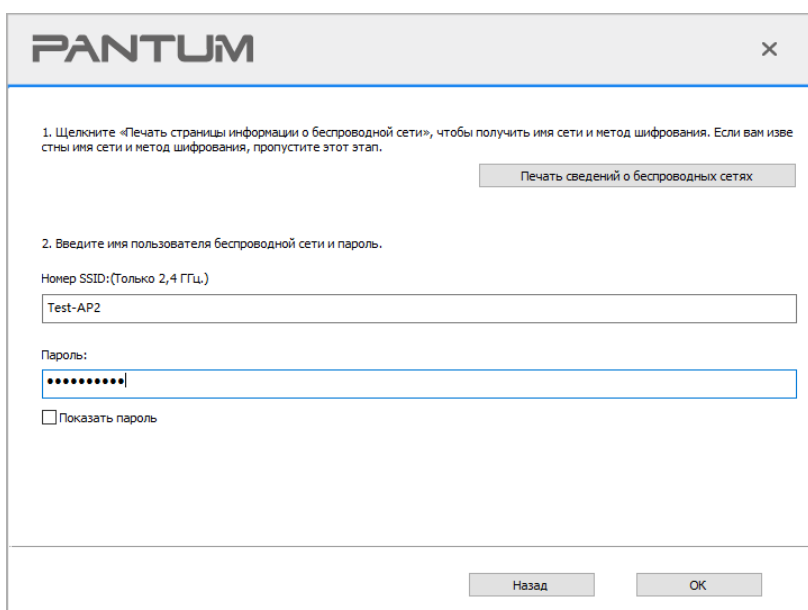 PANTUM
1. Щелкните «Печать страницы информации о беспроводной сети», чтобы получить имя сети и метод шифрования. Если вам изве
стны имя сети и метод шифрования, пропустите этот этап.
Печать сведений о беспроводных сетях
2. Введите имя пользователя беспроводной сети и пароль.
Номер SSID:(Только 2,4 ГГц.)
Test-AP2
Пароль:
●●●●●●●●●●
Показать пароль
Назад
OK